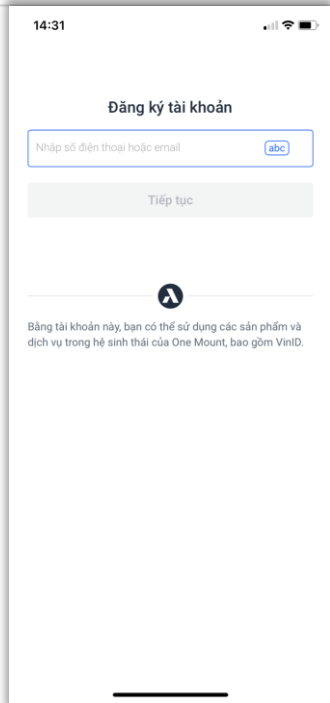 14:31
Đăng ký tài khoản
Nhập số điện thoại hoặc email
abc
Tiếp tục
Bằng tài khoản này, bạn có thể sử dụng các sản phẩm và
dịch vụ trong hệ sinh thái của One Mount, bao gồm VinID.